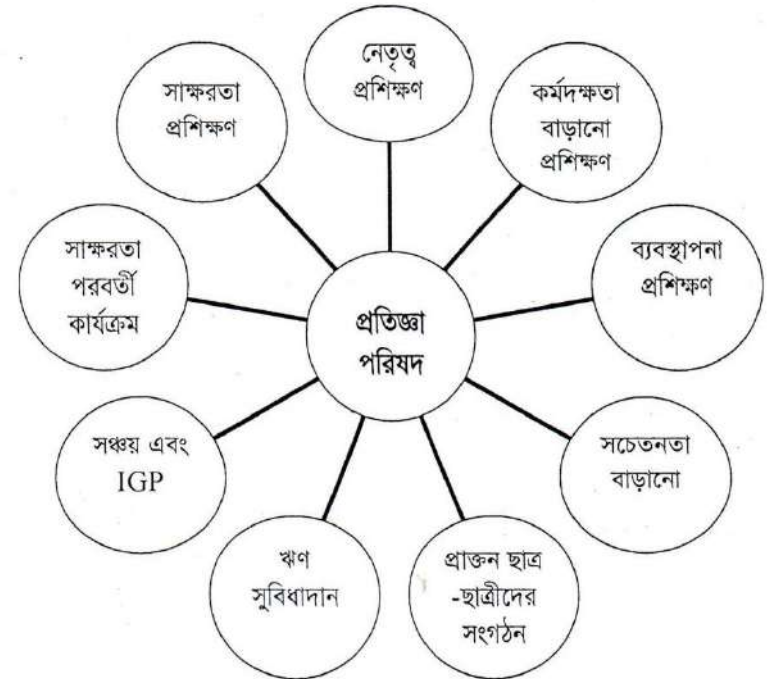 নেতৃত্ব
প্রশিক্ষণ
কর্মদক্ষতা
বাড়ানো
প্রশিক্ষণ
ব্যবস্থাপনা
প্রশিক্ষণ
সচেতনতা
বাড়ানো
প্রাক্তন ছাত্র
-ছাত্রীদের
সংগঠন
ঋণ
সুবিধাদান
সঞ্চয় এবং
IGP
সাক্ষরতা
পরবর্তী
কার্যক্রম
সাক্ষরতা
প্রশিক্ষণ
প্রতিজ্ঞা
পরিষদ